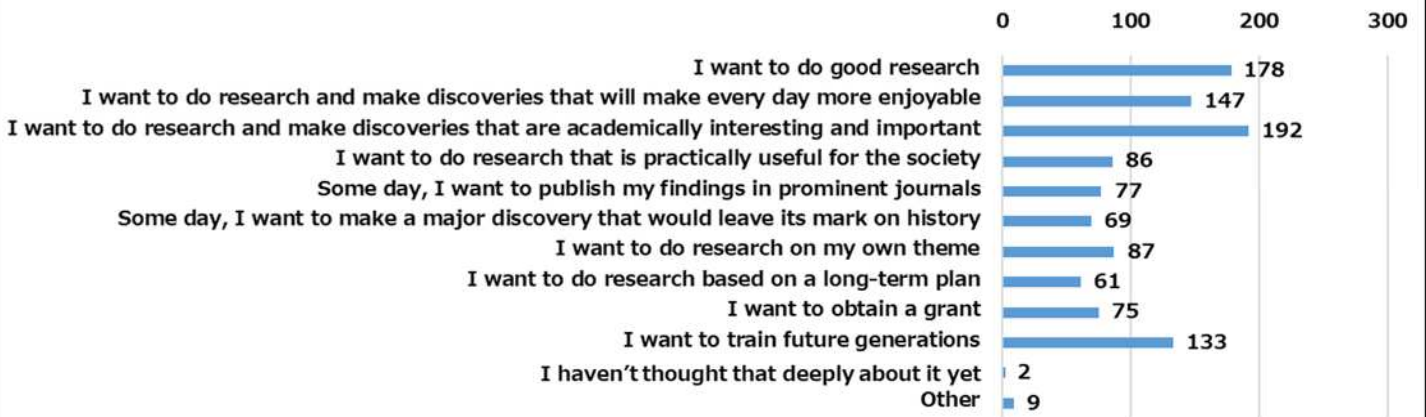 0 100 200 300
I want to do good research 178
I want to do research and make discoveries that will make every day more enjoyable 147
I want to do research and make discoveries that are academically interesting and important 192
I want to do research that is practically useful for the society 86
Some day, I want to publish my findings in prominent journals 77
Some day, I want to make a major discovery that would leave its mark on history 69
I want to do research on my own theme 87
I want to do research based on a long-term plan 61
I want to obtain a grant 75
I want to train future generations 133
I haven't thought that deeply about it yet 2
Other 9